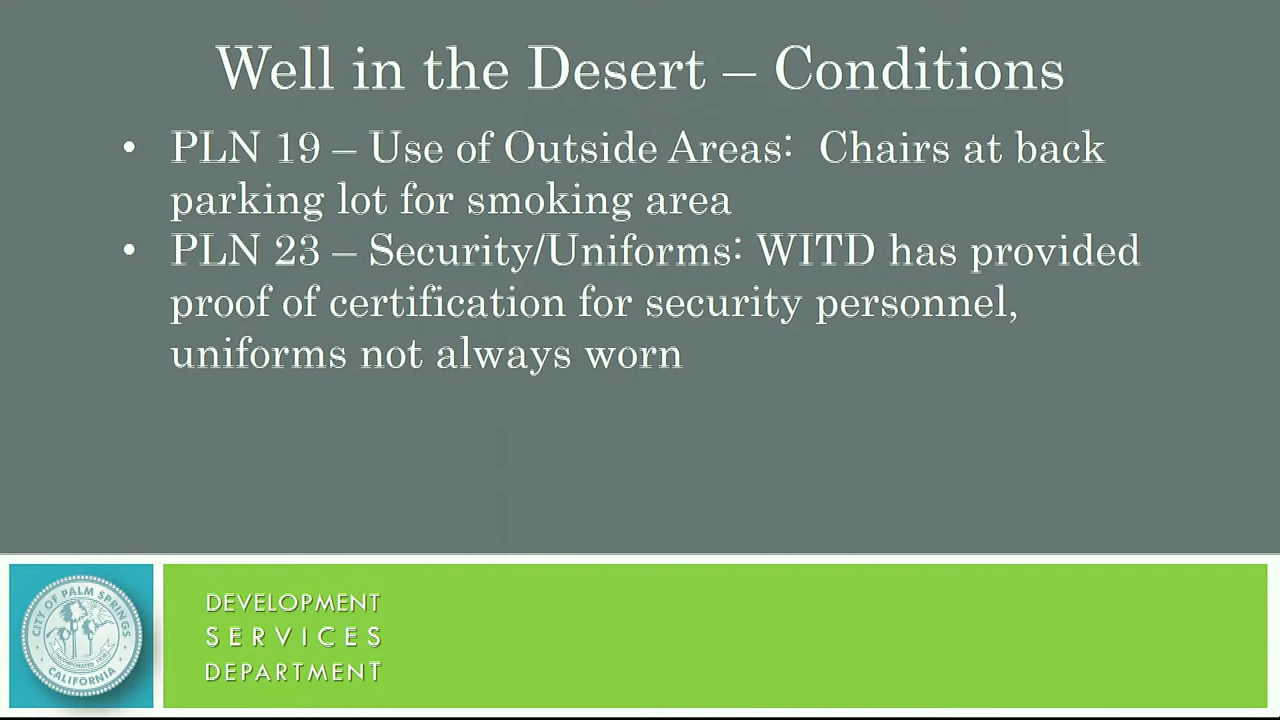 Well in the Desert – Conditions
• PLN 19 – Use of Outside Areas: Chairs at back
parking lot for smoking area
• PLN 23 – Security/Uniforms: WITD has provided
proof of certification for security personnel,
uniforms not always worn
CITY OF PALM SPRINGS
CALIFORNIA
DEVELOPMENT
SERVICES
DEPARTMENT